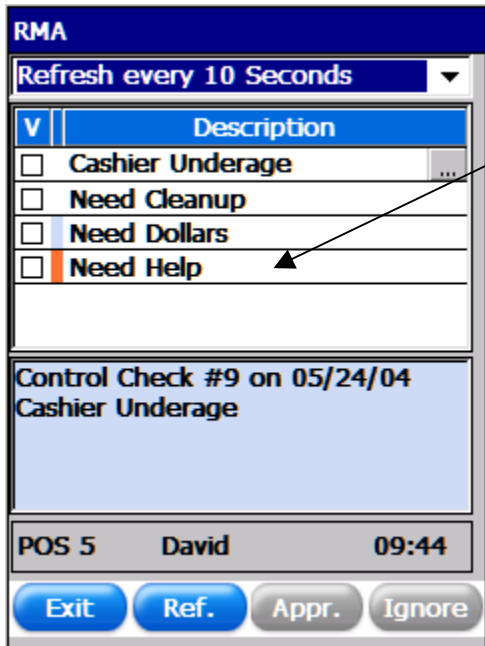 RMA
Refresh every 10 Seconds
V Description
Cashier Underage ...
Need Cleanup
Need Dollars
Need Help
Control Check #9 on 05/24/04
Cashier Underage
POS 5 David 09:44
Exit Ref. Appr. Ignore